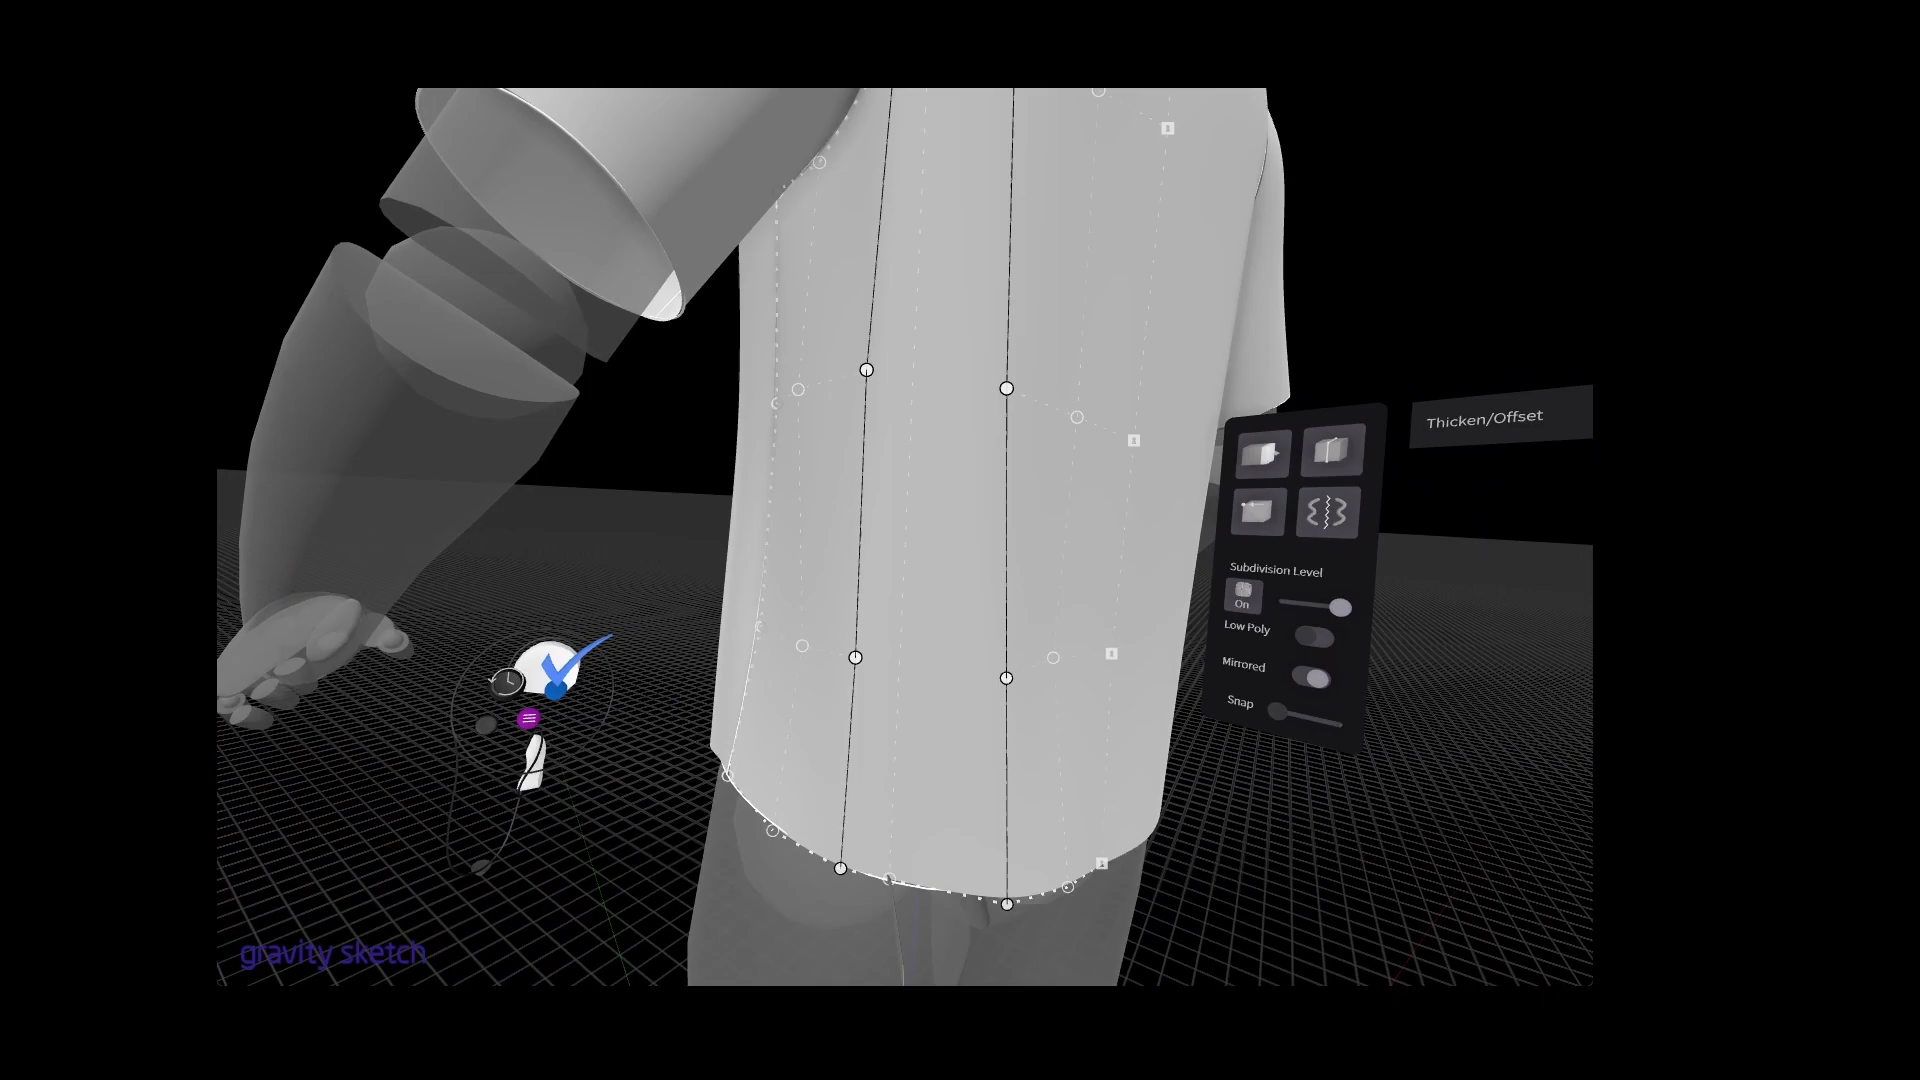 Thicken/Offset
Subdivision Level
On
Low Poly
Mirrored
Snap
gravity sketch